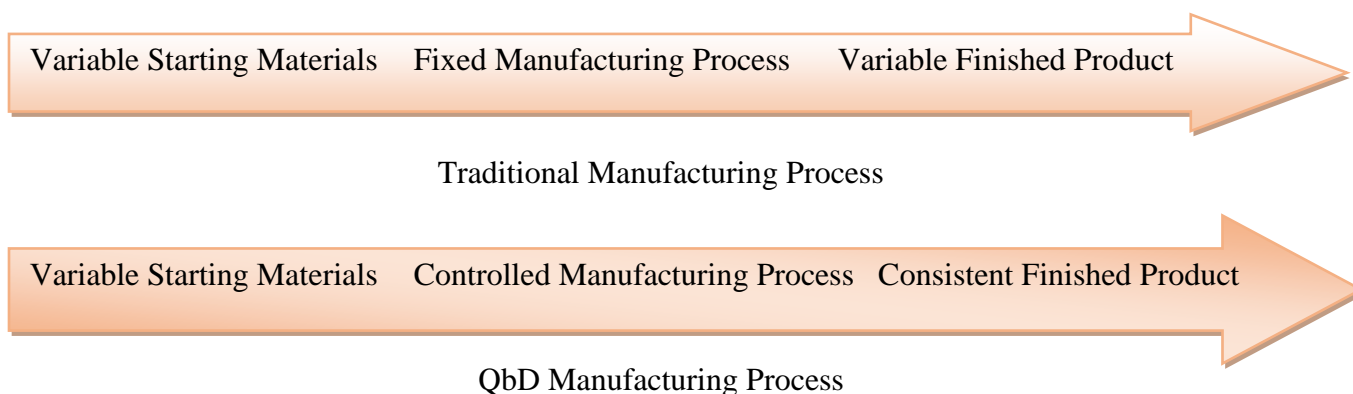 Variable Starting Materials Fixed Manufacturing Process Variable Finished Product
Traditional Manufacturing Process
Variable Starting Materials Controlled Manufacturing Process Consistent Finished Product
QbD Manufacturing Process